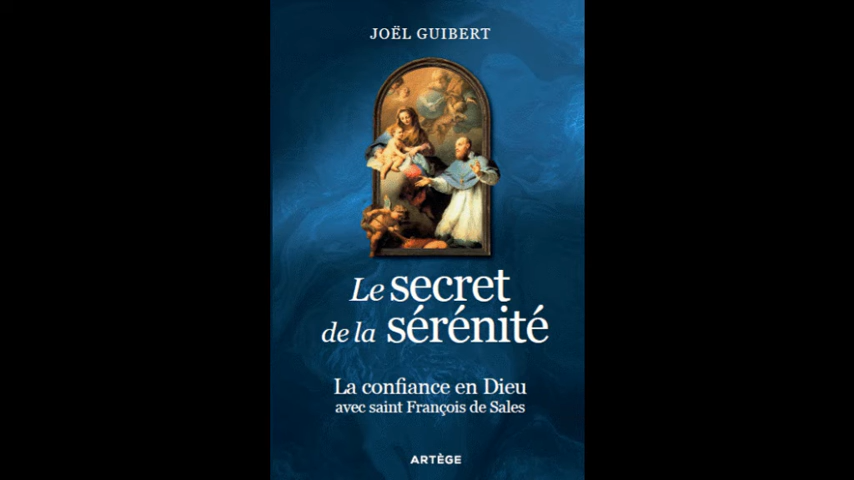 JOËL GUIBERT
Le secret
de la sérénité
La confiance en Dieu
avec saint François de Sales
ARTÈGE